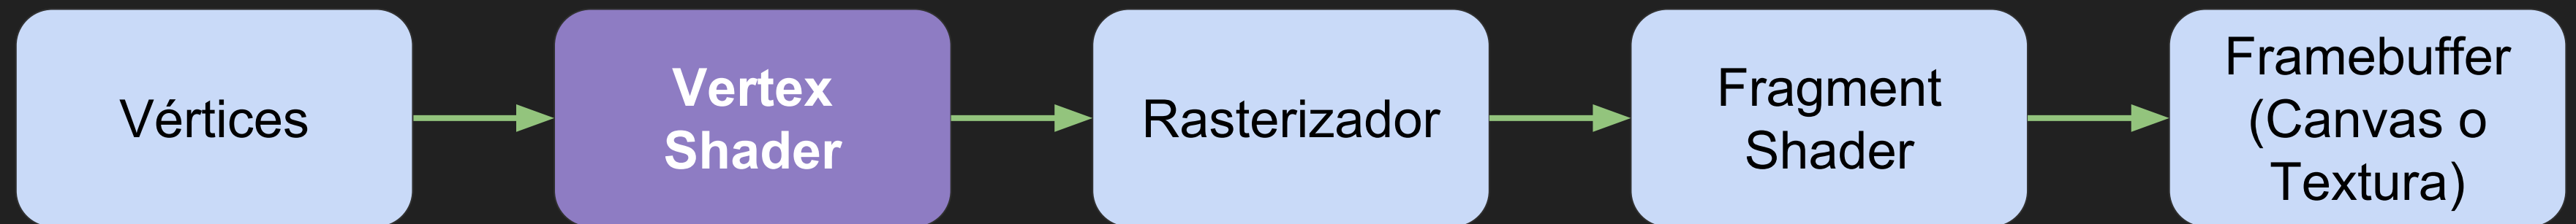 Vértices
Vertex
Shader
Rasterizador
Fragment
Shader
Framebuffer
(Canvas o
Textura)